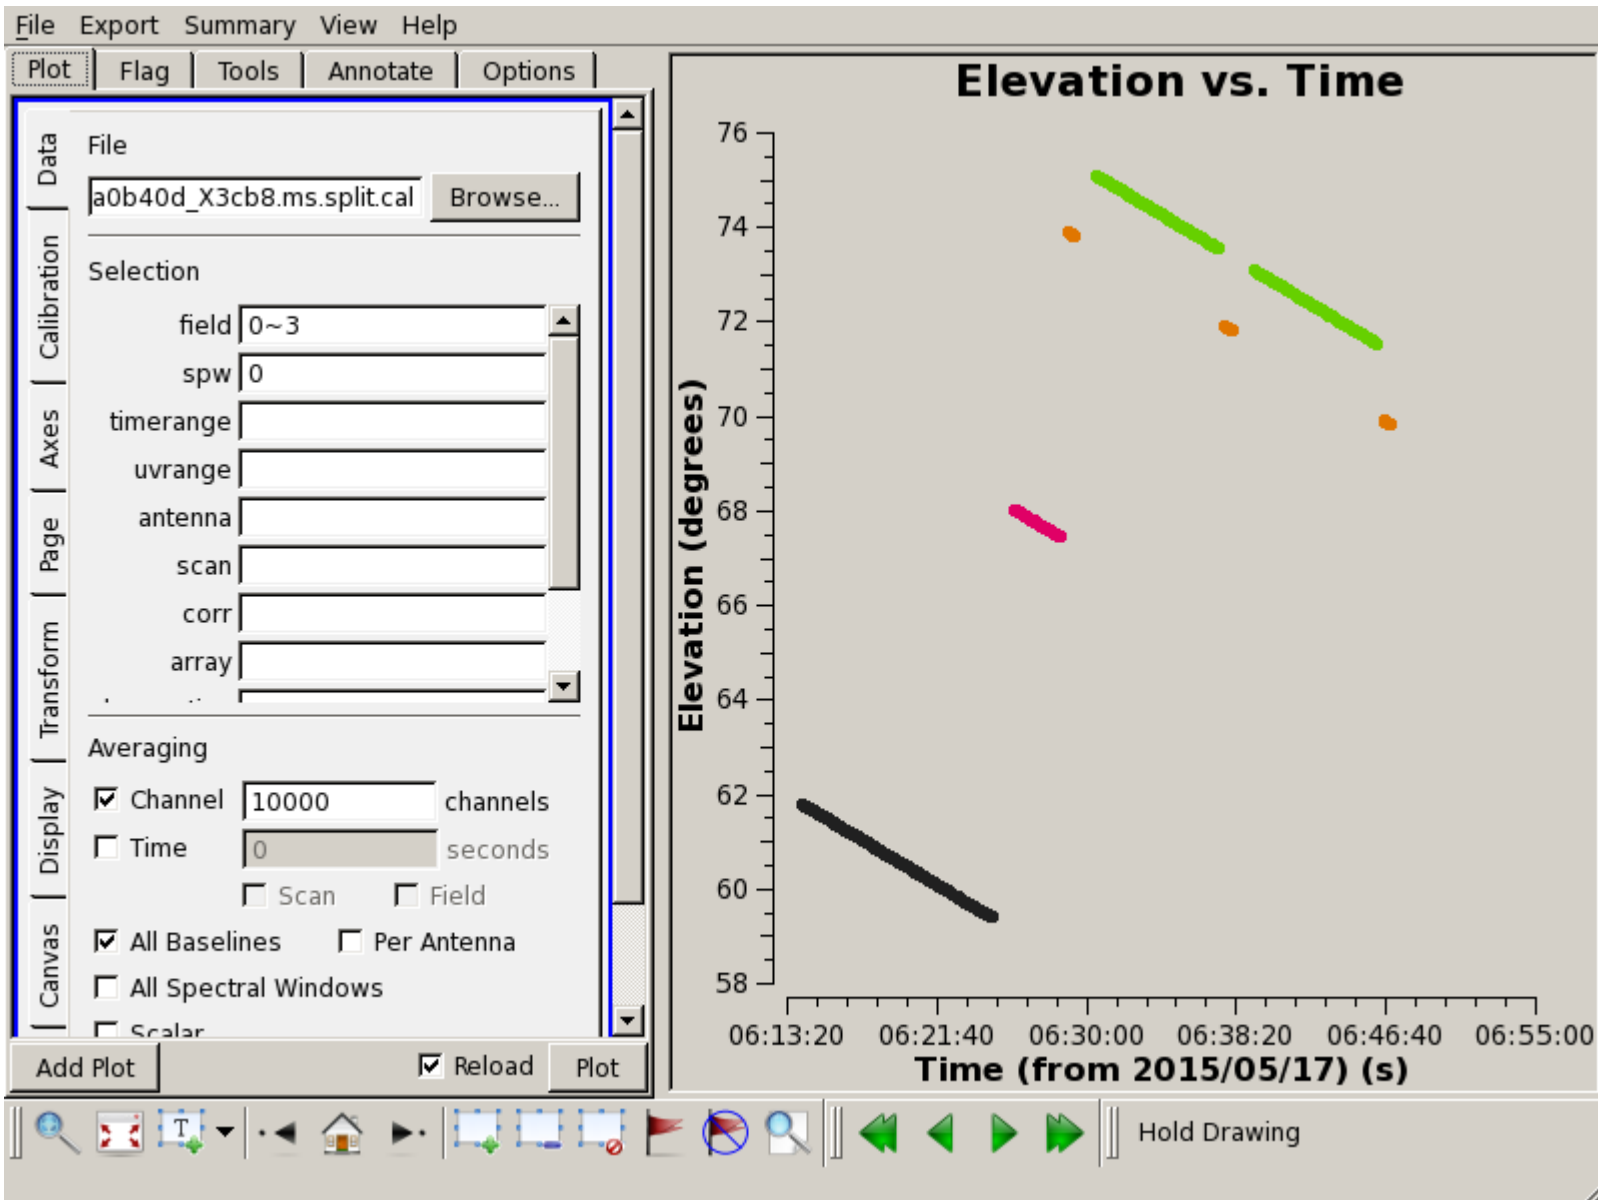 File Export Summary View Help
Plot Flag Tools Annotate Options
Data
Calibration
Axes
Page
Transform
Display
Canvas
File
a0b40d_X3cb8.ms.split.cal Browse...
Selection
field 0~3
spw 0
timerange
uvrange
antenna
scan
corr
array
Averaging
Channel 10000 channels
Time 0 seconds
Scan Field
All Baselines Per Antenna
All Spectral Windows
Scalar
Add Plot Reload Plot
Elevation vs. Time
Elevation (degrees)
76
74
72
70
68
66
64
62
60
58
06:13:20 06:21:40 06:30:00 06:38:20 06:46:40 06:55:00
Time (from 2015/05/17) (s)
T
Hold Drawing